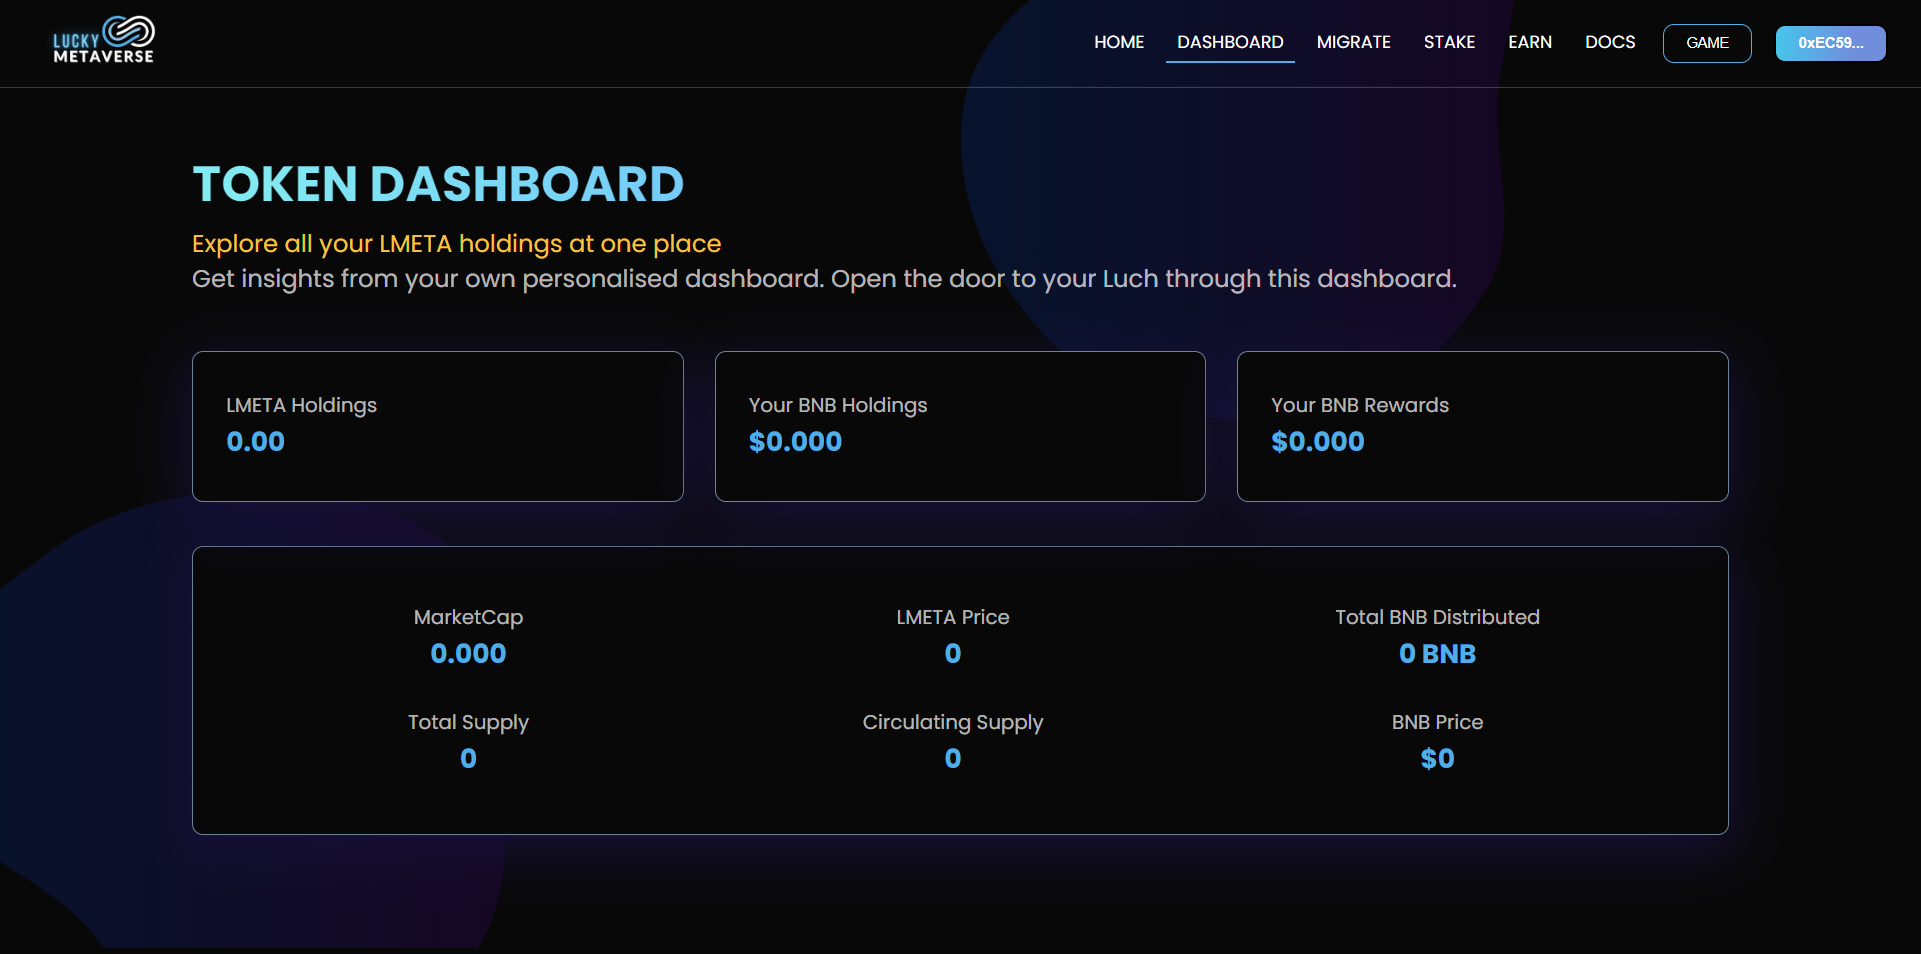 LUCKY
METAVERSE
HOME DASHBOARD MIGRATE STAKE EARN DOCS GAME 0xEC59...
TOKEN DASHBOARD
Explore all your LMETA holdings at one place
Get insights from your own personalised dashboard. Open the door to your Luch through this dashboard.
LMETA Holdings
0.00
Your BNB Holdings
$0.000
Your BNB Rewards
$0.000
MarketCap
0.000
LMETA Price
0
Total BNB Distributed
0 BNB
Total Supply
0
Circulating Supply
0
BNB Price
$0